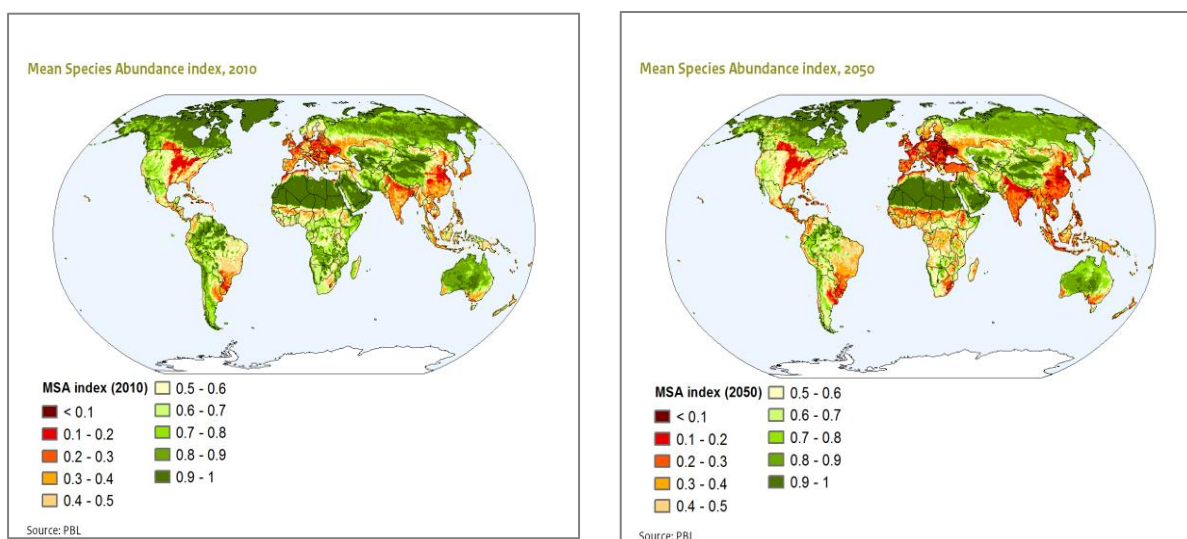 Mean Species Abundance index, 2010
MSA index (2010)
< 0.1
0.1 - 0.2
0.2 - 0.3
0.3 - 0.4
0.4 - 0.5
0.5 - 0.6
0.6 - 0.7
0.7 - 0.8
0.8 - 0.9
0.9 - 1
Source: PBL
Mean Species Abundance index, 2050
MSA index (2050)
< 0.1
0.1 - 0.2
0.2 - 0.3
0.3 - 0.4
0.4 - 0.5
0.5 - 0.6
0.6 - 0.7
0.7 - 0.8
0.8 - 0.9
0.9 - 1
Source: PBL